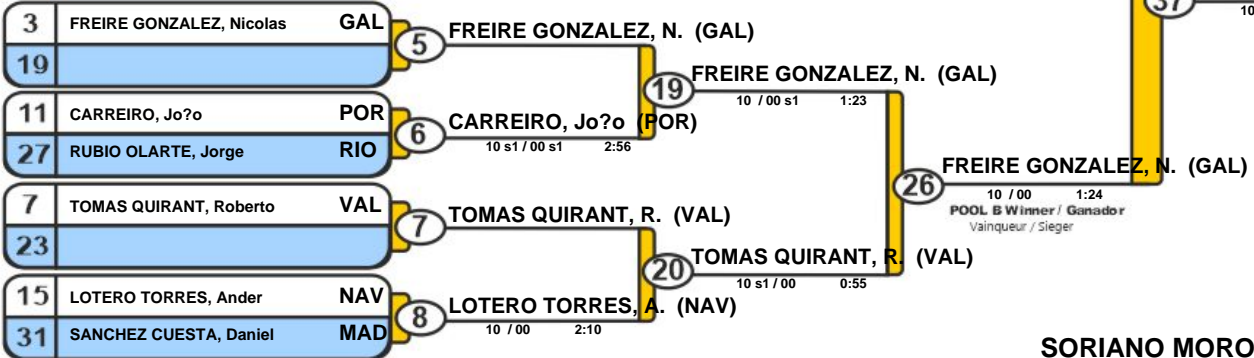 37
10
3 FREIRE GONZALEZ, Nicolas GAL
19
5 FREIRE GONZALEZ, N. (GAL)
19 FREIRE GONZALEZ, N. (GAL)
10 / 00 s1 1:23
11 CARREIRO, Jo?o POR
27 RUBIO OLARTE, Jorge RIO
6 CARREIRO, Jo?o (POR)
10 s1 / 00 s1 2:56
26 FREIRE GONZALEZ, N. (GAL)
10 / 00 1:24
POOL B Winner / Ganador
Vainqueur / Sieger
7 TOMAS QUIRANT, Roberto VAL
23
7 TOMAS QUIRANT, R. (VAL)
20 TOMAS QUIRANT, R. (VAL)
10 s1 / 00 0:55
15 LOTERO TORRES, Ander NAV
31 SANCHEZ CUESTA, Daniel MAD
8 LOTERO TORRES, A. (NAV)
10 / 00 2:10
SORIANO MORO